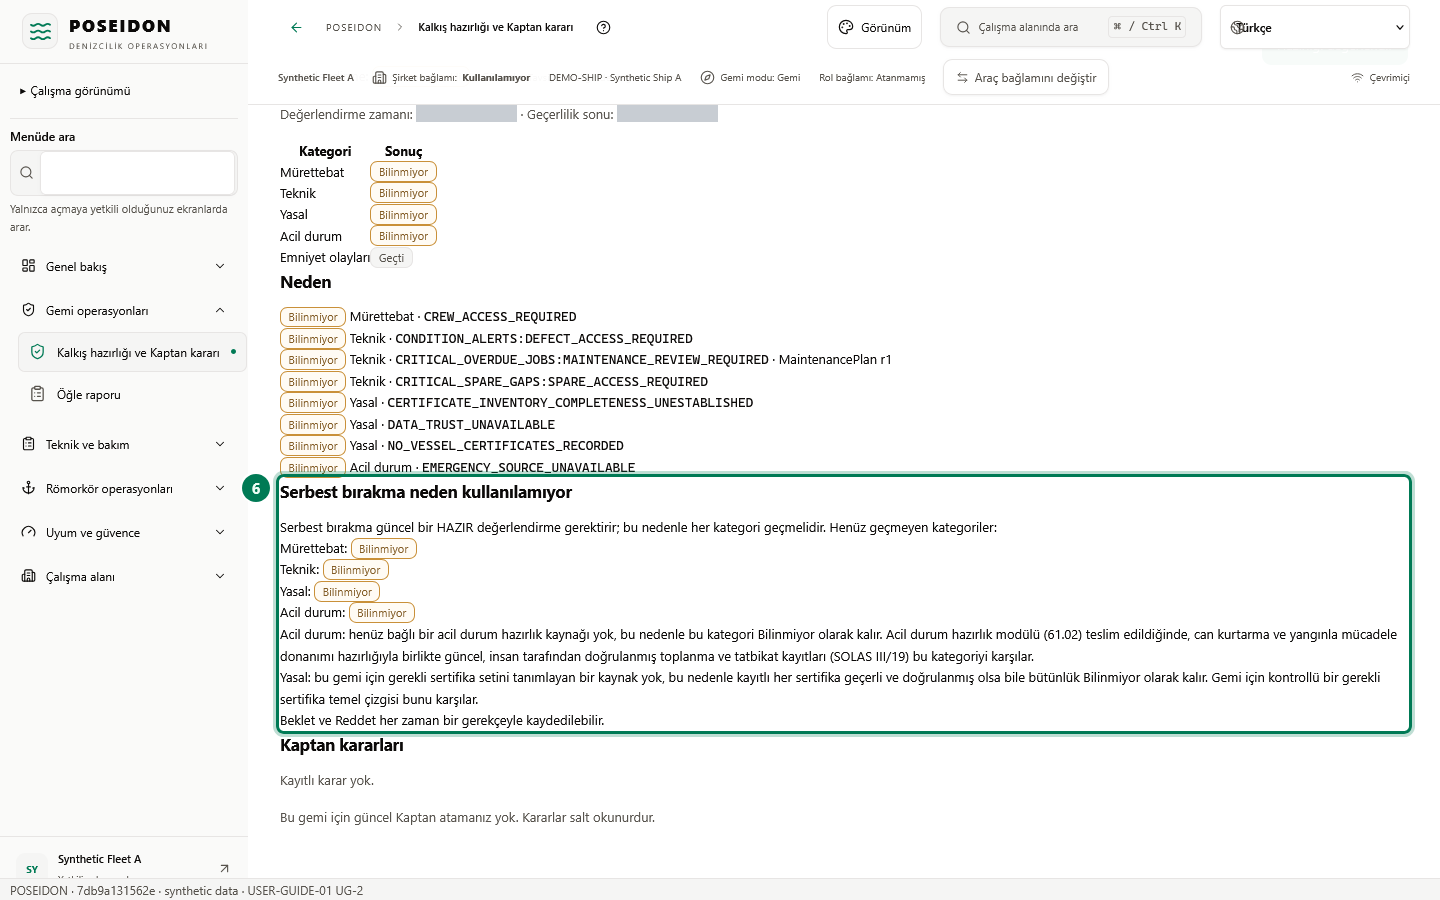 POSEIDON
DENİZCİLİK OPERASYONLARI
POSEIDON
Kalkış hazırlığı ve Kaptan kararı
Görünüm
Çalışma alanında ara
⌘ / Ctrl K
Türkçe
Synthetic Fleet A
Şirket bağlamı: Kullanılamıyor
DEMO-SHIP · Synthetic Ship A
Gemi modu: Gemi
Rol bağlamı: Atanmamış
Araç bağlamını değiştir
Çevrimiçi
Çalışma görünümü
Menüde ara
Yalnızca açmaya yetkili olduğunuz ekranlarda
arar.
Genel bakış
Gemi operasyonları
Kalkış hazırlığı ve Kaptan kararı
Öğle raporu
Teknik ve bakım
Römorkör operasyonları
Uyum ve güvence
Çalışma alanı
SY
Synthetic Fleet A
Değerlendirme zamanı: · Geçerlilik sonu:
Kategori Sonuç
Mürettebat Bilinmiyor
Teknik Bilinmiyor
Yasal Bilinmiyor
Acil durum Bilinmiyor
Emniyet olayları Geçti
Neden
Bilinmiyor Mürettebat · CREW_ACCESS_REQUIRED
Bilinmiyor Teknik · CONDITION_ALERTS:DEFECT_ACCESS_REQUIRED
Bilinmiyor Teknik · CRITICAL_OVERDUE_JOBS:MAINTENANCE_REVIEW_REQUIRED · MaintenancePlan r1
Bilinmiyor Teknik · CRITICAL_SPARE_GAPS:SPARE_ACCESS_REQUIRED
Bilinmiyor Yasal · CERTIFICATE_INVENTORY_COMPLETENESS_UNESTABLISHED
Bilinmiyor Yasal · DATA_TRUST_UNAVAILABLE
Bilinmiyor Yasal · NO_VESSEL_CERTIFICATES_RECORDED
Bilinmiyor Acil durum · EMERGENCY_SOURCE_UNAVAILABLE
6
Serbest bırakma neden kullanılamıyor
Serbest bırakma güncel bir HAZIR değerlendirme gerektirir; bu nedenle her kategori geçmelidir. Henüz geçmeyen kategoriler:
Mürettebat: Bilinmiyor
Teknik: Bilinmiyor
Yasal: Bilinmiyor
Acil durum: Bilinmiyor
Acil durum: henüz bağlı bir acil durum hazırlık kaynağı yok, bu nedenle bu kategori Bilinmiyor olarak kalır. Acil durum hazırlık modülü (61.02) teslim edildiğinde, can kurtarma ve yangınla mücadele
donanımı hazırlığıyla birlikte güncel, insan tarafından doğrulanmış toplanma ve tatbikat kayıtları (SOLAS III/19) bu kategoriyi karşılar.
Yasal: bu gemi için gerekli sertifika setini tanımlayan bir kaynak yok, bu nedenle kayıtlı her sertifika geçerli ve doğrulanmış olsa bile bütünlük Bilinmiyor olarak kalır. Gemi için kontrollü bir gerekli
sertifika temel çizgisi bunu karşılar.
Beklet ve Reddet her zaman bir gerekçeyle kaydedilebilir.
Kaptan kararları
Kayıtlı karar yok.
Bu gemi için güncel Kaptan atamanız yok. Kararlar salt okunurdur.
POSEIDON · 7db9a131562e · synthetic data · USER-GUIDE-01 UG-2